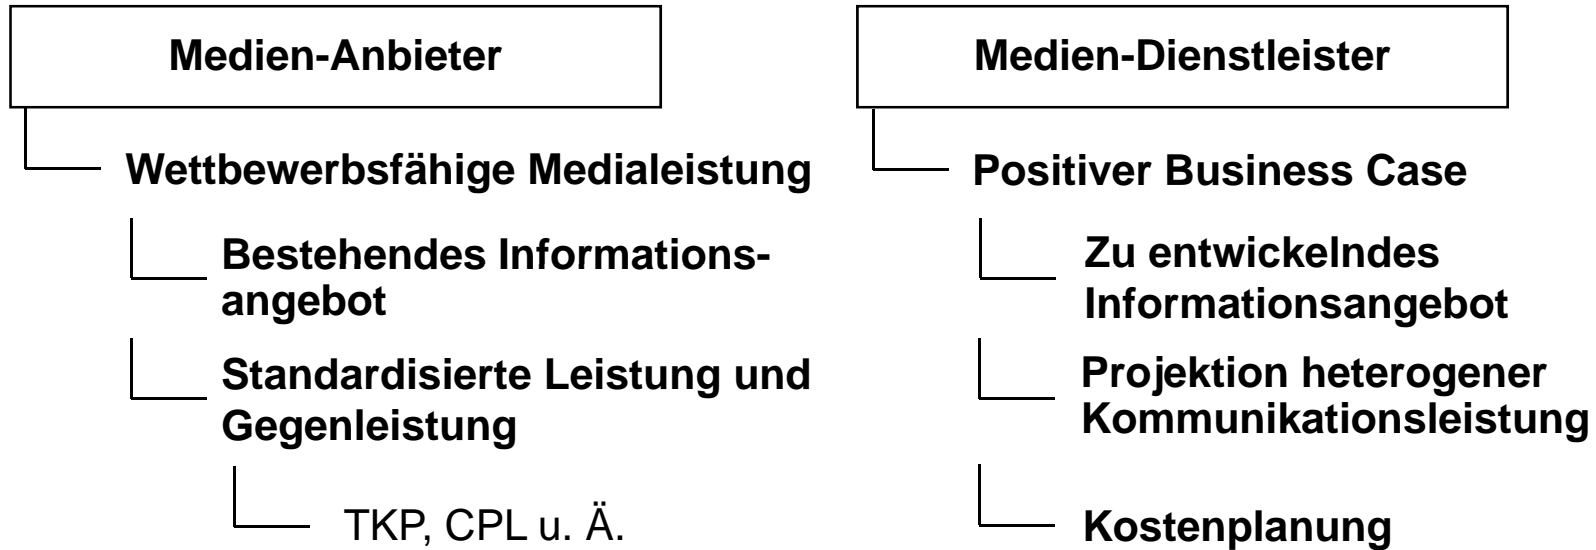 Medien-Anbieter
Wettbewerbsfähige Medialeistung
Bestehendes Informations-
angebot
Standardisierte Leistung und
Gegenleistung
TKP, CPL u. Ä.
Medien-Dienstleister
Positiver Business Case
Zu entwickelndes
Informationsangebot
Projektion heterogener
Kommunikationsleistung
Kostenplanung